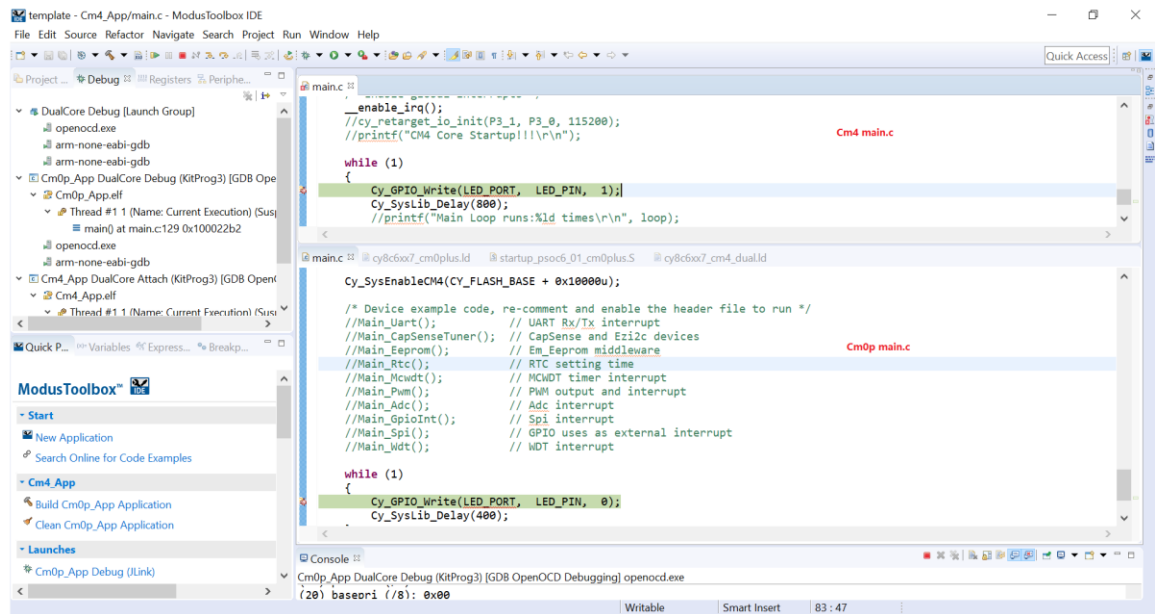 template - Cm4_App/main.c - ModusToolbox IDE
File Edit Source Refactor Navigate Search Project Run Window Help
Quick Access
Project ... Debug Registers Periphe...
DualCore Debug [Launch Group]
openocd.exe
arm-none-eabi-gdb
arm-none-eabi-gdb
Cm0p_App DualCore Debug (KitProg3) [GDB Ope
Cm0p_App.elf
Thread #1 1 (Name: Current Execution) (Susp
main() at main.c:129 0x100022b2
openocd.exe
arm-none-eabi-gdb
Cm4_App DualCore Attach (KitProg3) [GDB OpenO
Cm4_App.elf
Thread #1 1 (Name: Current Execution) (Susp
Quick P... Variables Express... Breakp...
ModusToolbox™
Start
New Application
Search Online for Code Examples
Cm4_App
Build Cm0p_App Application
Clean Cm0p_App Application
Launches
Cm0p_App Debug (JLink)
main.c
__enable_irq();
//cy_retarget_io_init(P3_1, P3_0, 115200);
//printf("CM4 Core Startup!!!\r\n");
Cm4 main.c
while (1)
{
Cy_GPIO_Write(LED_PORT, LED_PIN, 1);
Cy_SysLib_Delay(800);
//printf("Main Loop runs:%ld times\r\n", loop);
main.c cy8c6xx7_cm0plus.ld startup_psoc6_01_cm0plus.S cy8c6xx7_cm4_dual.ld
Cy_SysEnableCM4(CY_FLASH_BASE + 0x10000u);
/* Device example code, re-comment and enable the header file to run */
//Main_Uart(); // UART Rx/Tx interrupt
//Main_CapSenseTuner(); // CapSense and Ezi2c devices
//Main_Eeprom(); // Em_Eeprom middleware
Cm0p main.c
//Main_Rtc(); // RTC setting time
//Main_Mcwdt(); // MCWDT timer interrupt
//Main_Pwm(); // PWM output and interrupt
//Main_Adc(); // Adc interrupt
//Main_GpioInt(); // Spi interrupt
//Main_Spi(); // GPIO uses as external interrupt
//Main_Wdt(); // WDT interrupt
while (1)
{
Cy_GPIO_Write(LED_PORT, LED_PIN, 0);
Cy_SysLib_Delay(400);
Console
Cm0p_App DualCore Debug (KitProg3) [GDB OpenOCD Debugging] openocd.exe
(20) basepri (/8): 0x00
Writable Smart Insert 83 : 47